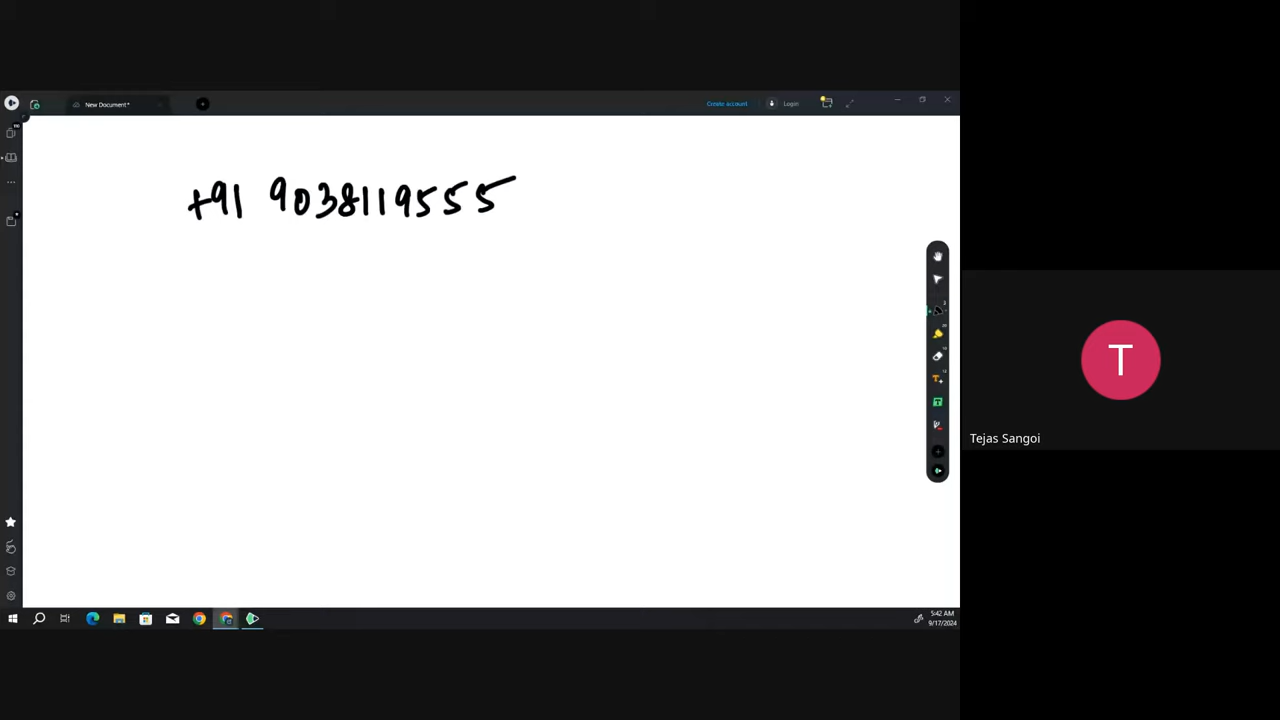 New Document*
Create account
Login
+91 9038119555
T
Tejas Sangoi
5:42 AM
9/17/2024